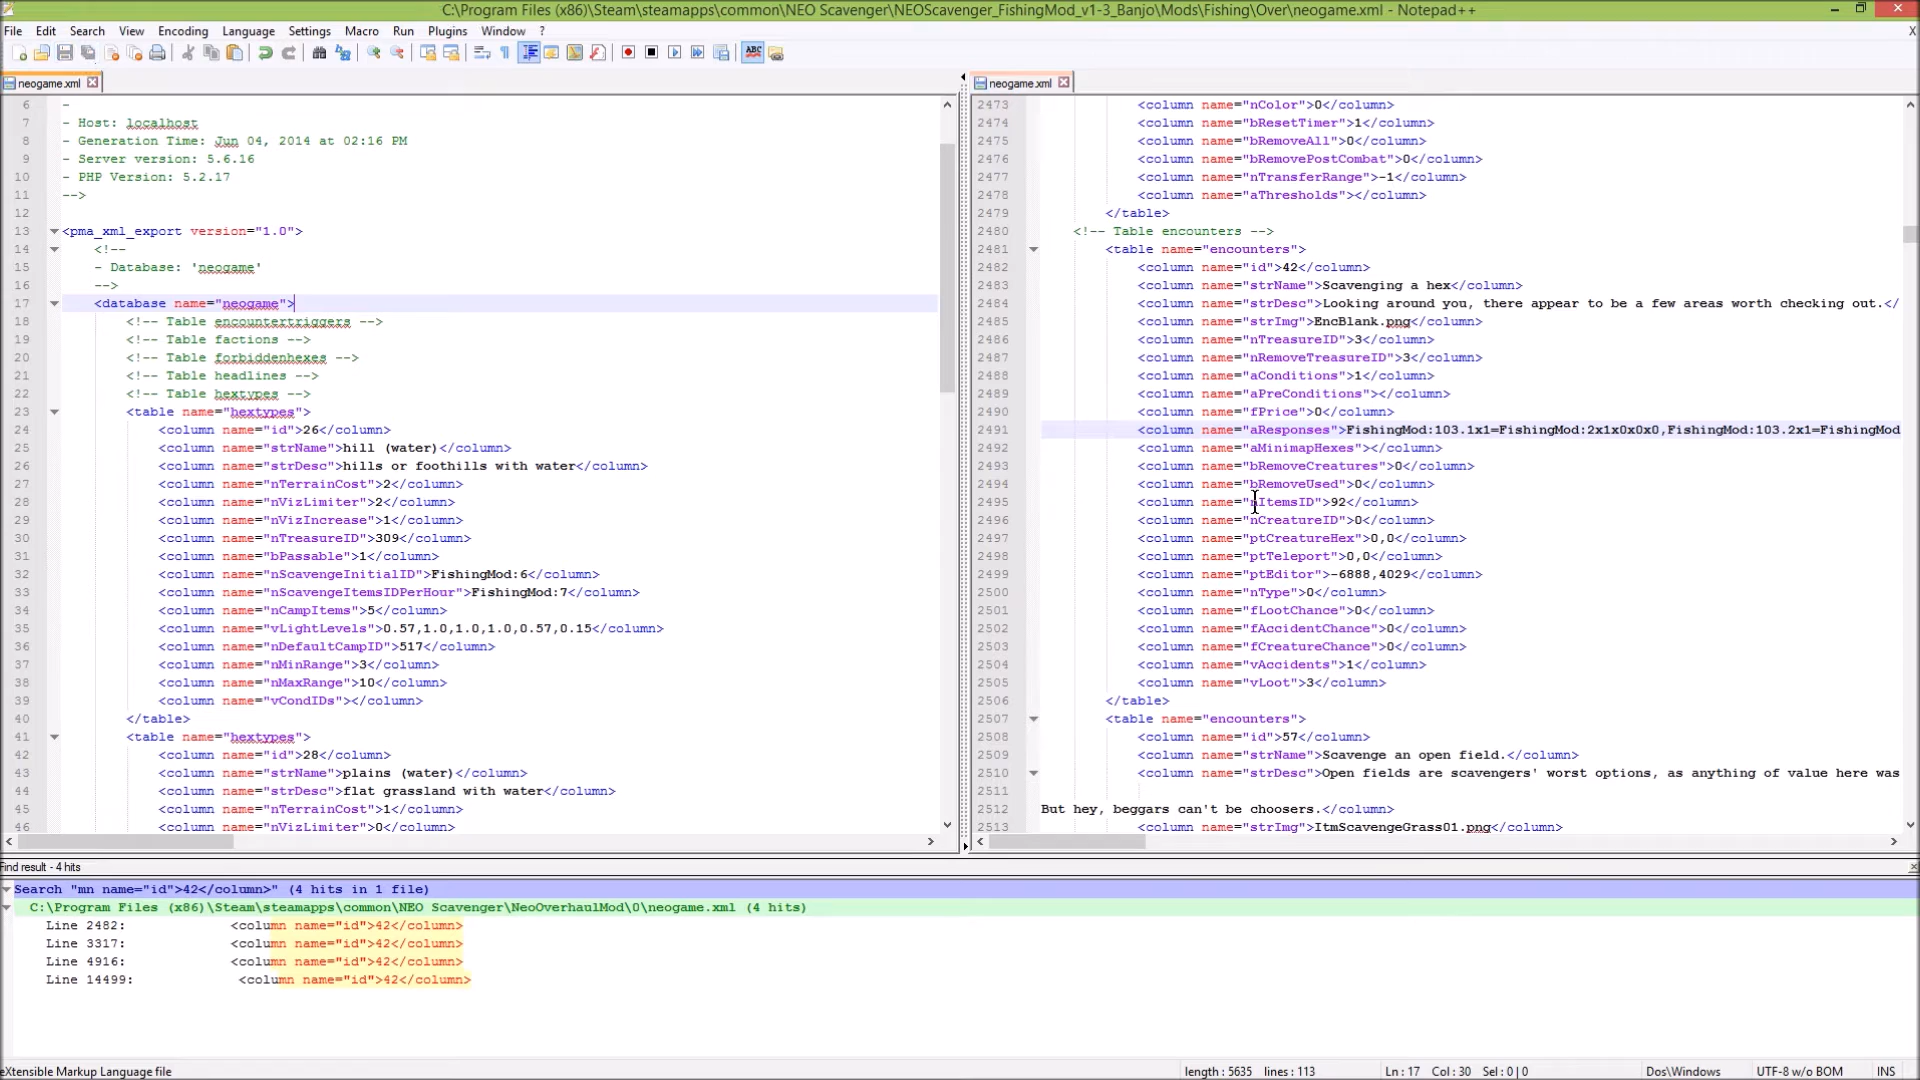 C:\Program Files (x86)\Steam\steamapps\common\NEO Scavenger\NEOScavenger_FishingMod_v1-3_Banjo\Mods\Fishing\Over\neogame.xml - Notepad++
File Edit Search View Encoding Language Settings Macro Run Plugins Window ? X
neogame.xml
6 -
7 - Host: localhost
8 - Generation Time: Jun 04, 2014 at 02:16 PM
9 - Server version: 5.6.16
10 - PHP Version: 5.2.17
11 -->
12
13 <pma_xml_export version="1.0">
14 <!--
15 - Database: 'neogame'
16 -->
17 <database name="neogame">
18 <!-- Table encountertriggers -->
19 <!-- Table factions -->
20 <!-- Table forbiddenhexes -->
21 <!-- Table headlines -->
22 <!-- Table hextypes -->
23 <table name="hextypes">
24 <column name="id">26</column>
25 <column name="strName">hill (water)</column>
26 <column name="strDesc">hills or foothills with water</column>
27 <column name="nTerrainCost">2</column>
28 <column name="nVizLimiter">2</column>
29 <column name="nVizIncrease">1</column>
30 <column name="nTreasureID">309</column>
31 <column name="bPassable">1</column>
32 <column name="nScavengeInitialID">FishingMod:6</column>
33 <column name="nScavengeItemsIDPerHour">FishingMod:7</column>
34 <column name="nCampItems">5</column>
35 <column name="vLightLevels">0.57,1.0,1.0,1.0,0.57,0.15</column>
36 <column name="nDefaultCampID">517</column>
37 <column name="nMinRange">3</column>
38 <column name="nMaxRange">10</column>
39 <column name="vCondIDs"></column>
40 </table>
41 <table name="hextypes">
42 <column name="id">28</column>
43 <column name="strName">plains (water)</column>
44 <column name="strDesc">flat grassland with water</column>
45 <column name="nTerrainCost">1</column>
46 <column name="nVizLimiter">0</column>
neogame.xml
2473 <column name="nColor">0</column>
2474 <column name="bResetTimer">1</column>
2475 <column name="bRemoveAll">0</column>
2476 <column name="bRemovePostCombat">0</column>
2477 <column name="nTransferRange">-1</column>
2478 <column name="aThresholds"></column>
2479 </table>
2480 <!-- Table encounters -->
2481 <table name="encounters">
2482 <column name="id">42</column>
2483 <column name="strName">Scavenging a hex</column>
2484 <column name="strDesc">Looking around you, there appear to be a few areas worth checking out.</
2485 <column name="strImg">EncBlank.png</column>
2486 <column name="nTreasureID">3</column>
2487 <column name="nRemoveTreasureID">3</column>
2488 <column name="aConditions">1</column>
2489 <column name="aPreConditions"></column>
2490 <column name="fPrice">0</column>
2491 <column name="aResponses">FishingMod:103.1x1=FishingMod:2x1x0x0x0,FishingMod:103.2x1=FishingMod
2492 <column name="aMinimapHexes"></column>
2493 <column name="bRemoveCreatures">0</column>
2494 <column name="bRemoveUsed">0</column>
2495 <column name="nItemsID">92</column>
2496 <column name="nCreatureID">0</column>
2497 <column name="ptCreatureHex">0,0</column>
2498 <column name="ptTeleport">0,0</column>
2499 <column name="ptEditor">-6888,4029</column>
2500 <column name="nType">0</column>
2501 <column name="fLootChance">0</column>
2502 <column name="fAccidentChance">0</column>
2503 <column name="fCreatureChance">0</column>
2504 <column name="vAccidents">1</column>
2505 <column name="vLoot">3</column>
2506 </table>
2507 <table name="encounters">
2508 <column name="id">57</column>
2509 <column name="strName">Scavenge an open field.</column>
2510 <column name="strDesc">Open fields are scavengers' worst options, as anything of value here was
2511
2512 But hey, beggars can't be choosers.</column>
2513 <column name="strImg">ItmScavengeGrass01.png</column>
Find result - 4 hits
Search "mn name="id">42</column>" (4 hits in 1 file)
C:\Program Files (x86)\Steam\steamapps\common\NEO Scavenger\NeoOverhaulMod\0\neogame.xml (4 hits)
Line 2482: <column name="id">42</column>
Line 3317: <column name="id">42</column>
Line 4916: <column name="id">42</column>
Line 14499: <column name="id">42</column>
eXtensible Markup Language file length : 5635 lines : 113 Ln : 17 Col : 30 Sel : 0 | 0 Dos\Windows UTF-8 w/o BOM INS